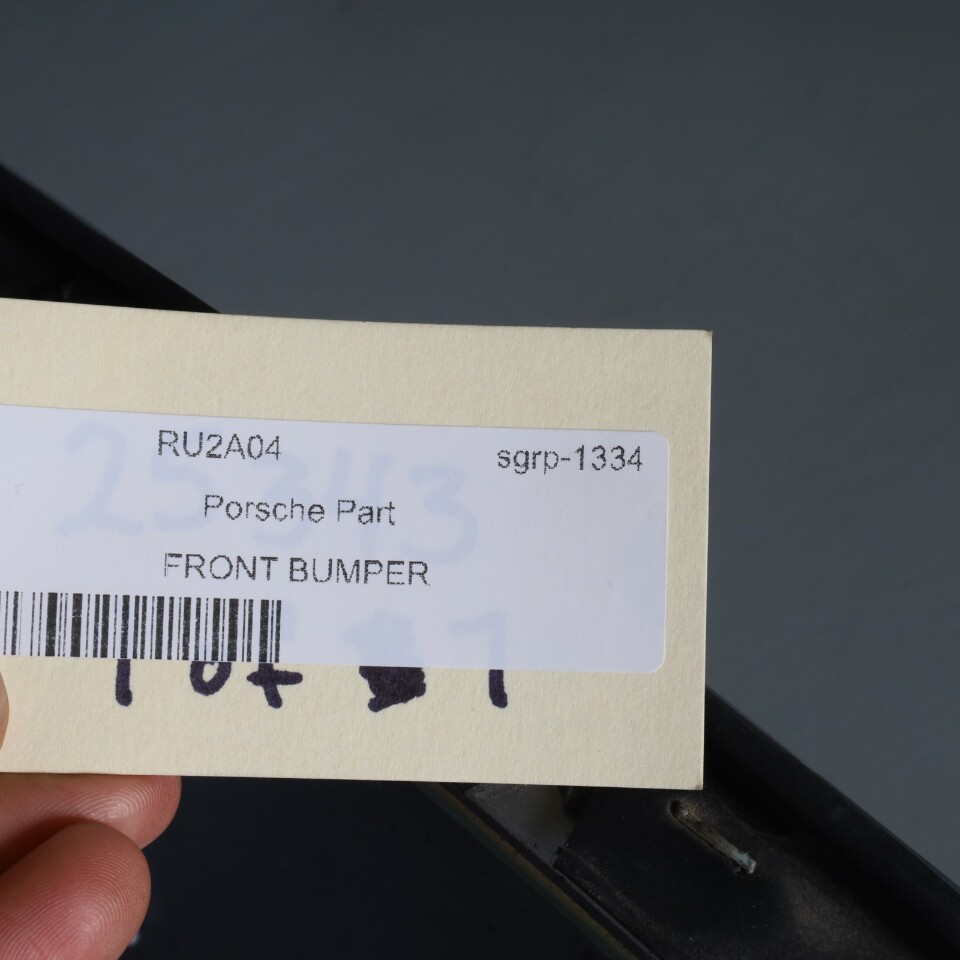 RU2A04 sgrp-1334
Porsche Part
FRONT BUMPER